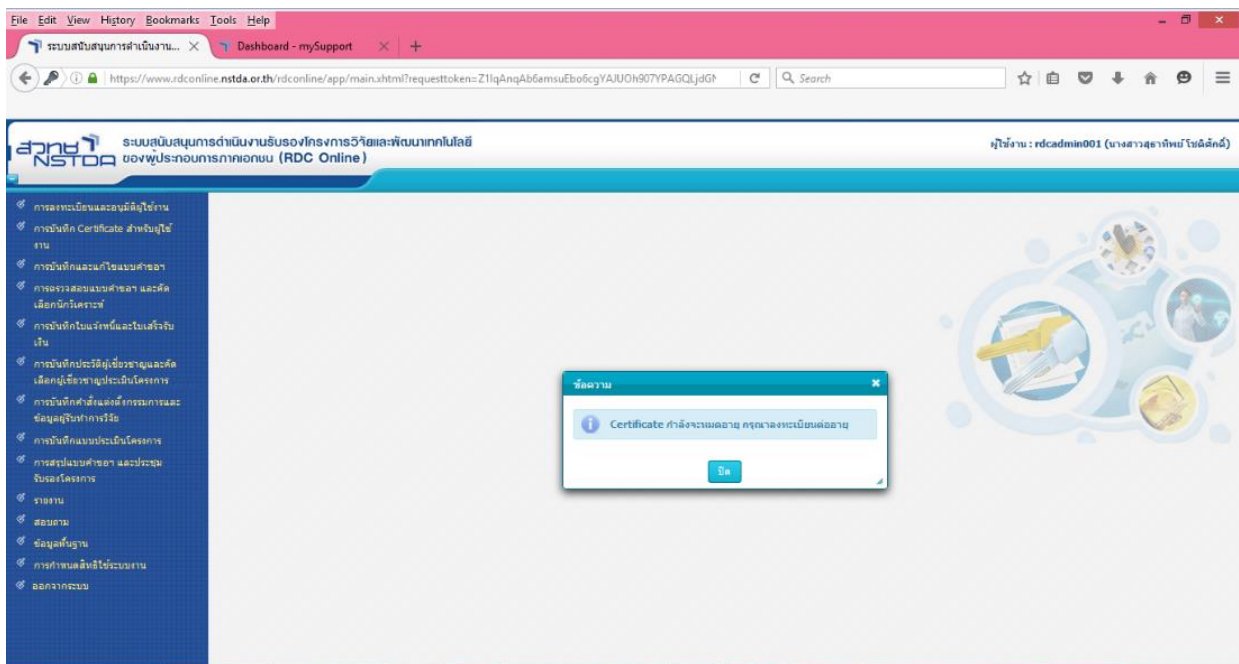 File Edit View History Bookmarks Tools Help
ระบบสนับสนุนการดำเนินงาน...
Dashboard - mySupport
https://www.rdconline.nstda.or.th/rdconline/app/main.xhtml?requesttoken=Z1lqAnqAb6amsuEbo6cgYAJUOh907YPAGQLjdGh
Search
สวทช
NSTDA
ระบบสนับสนุนการดำเนินงานรับรองโครงการวิจัยและพัฒนาเทคโนโลยี
ของผู้ประกอบการภาคเอกชน (RDC Online)
ผู้ใช้งาน : rdcadmin001 (นางสาวสุธาทิพย์ โชติศักดิ์)
การลงทะเบียนและอนุมัติผู้ใช้งาน
การบันทึก Certificate สำหรับผู้ใช้
งาน
การบันทึกและแก้ไขแบบคำขอฯ
การตรวจสอบแบบคำขอฯ และคัด
เลือกนักวิเคราะห์
การบันทึกใบแจ้งหนี้และใบเสร็จรับ
เงิน
การบันทึกประวัติผู้เชี่ยวชาญและคัด
เลือกผู้เชี่ยวชาญประเมินโครงการ
การบันทึกคำสั่งแต่งตั้งกรรมการและ
ข้อมูลผู้รับทำการวิจัย
การบันทึกแบบประเมินโครงการ
การสรุปแบบคำขอฯ และประชุม
รับรองโครงการ
รายงาน
สอบถาม
ข้อมูลพื้นฐาน
การกำหนดสิทธิใช้ระบบงาน
ออกจากระบบ
ข้อความ
Certificate กำลังจะหมดอายุ กรุณาลงทะเบียนต่ออายุ
ปิด